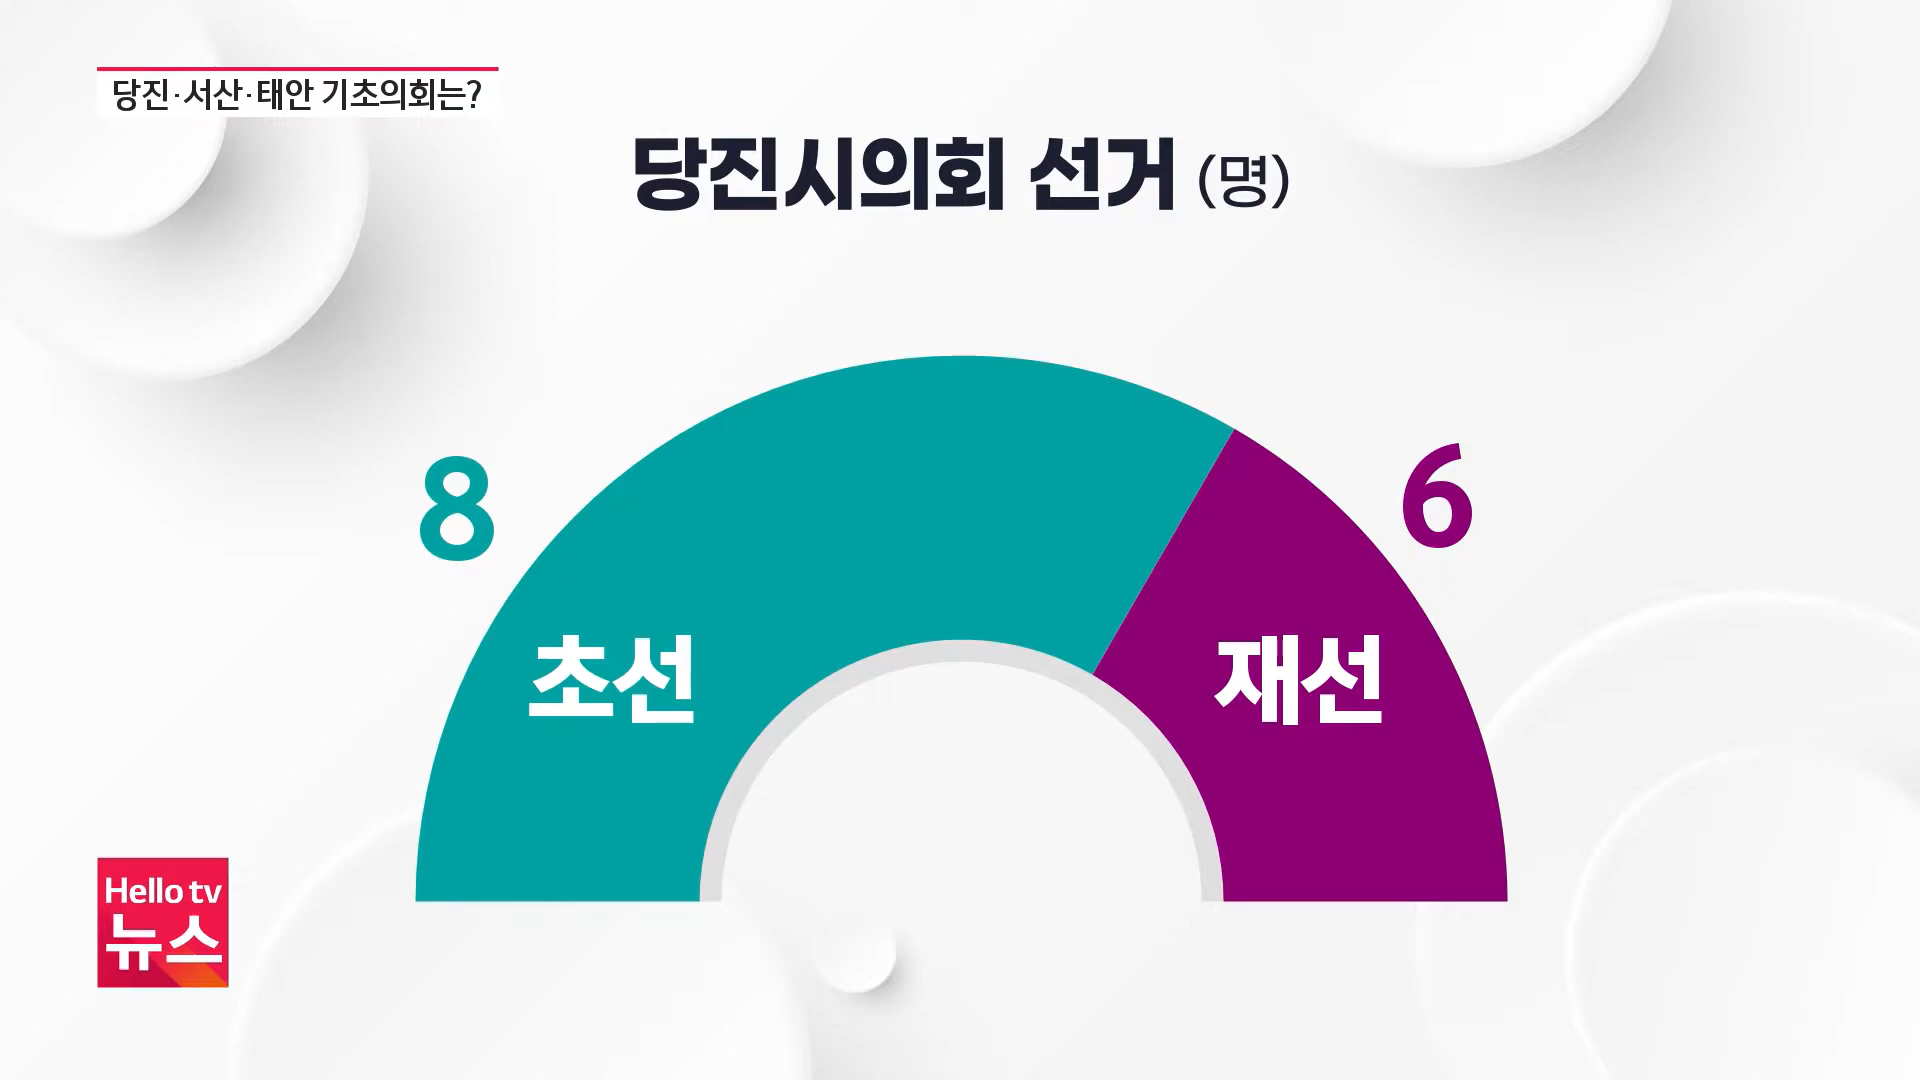 당진·서산·태안 기초의회는?
당진시의회 선거 (명)
8
6
초선
재선
Hello tv
뉴스